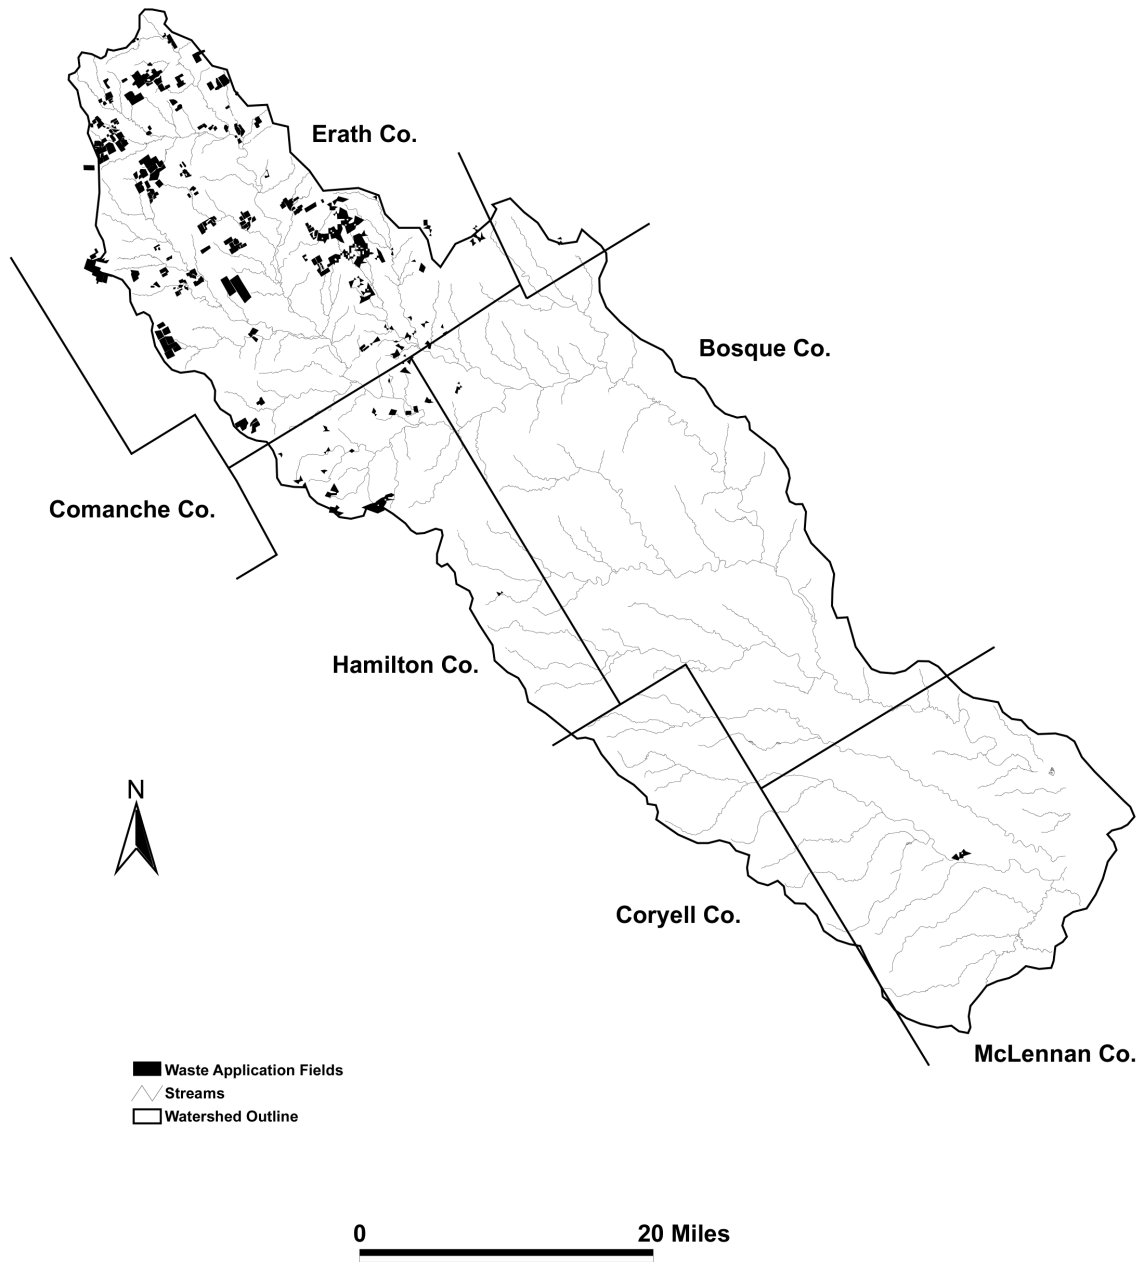 Erath Co.
Bosque Co.
Comanche Co.
Hamilton Co.
N
Coryell Co.
McLennan Co.
Waste Application Fields
Streams
Watershed Outline
0 20 Miles